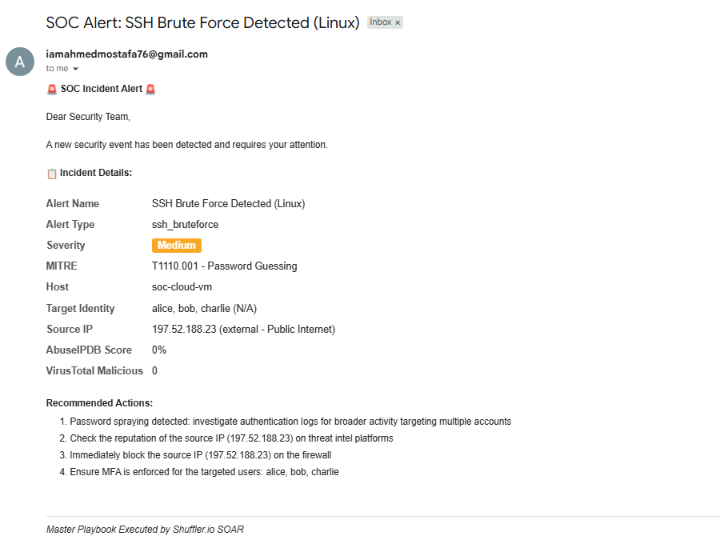 SOC Alert: SSH Brute Force Detected (Linux) Inbox x
A
iamahmedmostafa76@gmail.com
to me
🚨 SOC Incident Alert 🚨
Dear Security Team,
A new security event has been detected and requires your attention.
📋 Incident Details:
Alert Name SSH Brute Force Detected (Linux)
Alert Type ssh_bruteforce
Severity Medium
MITRE T1110.001 - Password Guessing
Host soc-cloud-vm
Target Identity alice, bob, charlie (N/A)
Source IP 197.52.188.23 (external - Public Internet)
AbuseIPDB Score 0%
VirusTotal Malicious 0
Recommended Actions:
1. Password spraying detected: investigate authentication logs for broader activity targeting multiple accounts
2. Check the reputation of the source IP (197.52.188.23) on threat intel platforms
3. Immediately block the source IP (197.52.188.23) on the firewall
4. Ensure MFA is enforced for the targeted users: alice, bob, charlie
Master Playbook Executed by Shuffler.io SOAR